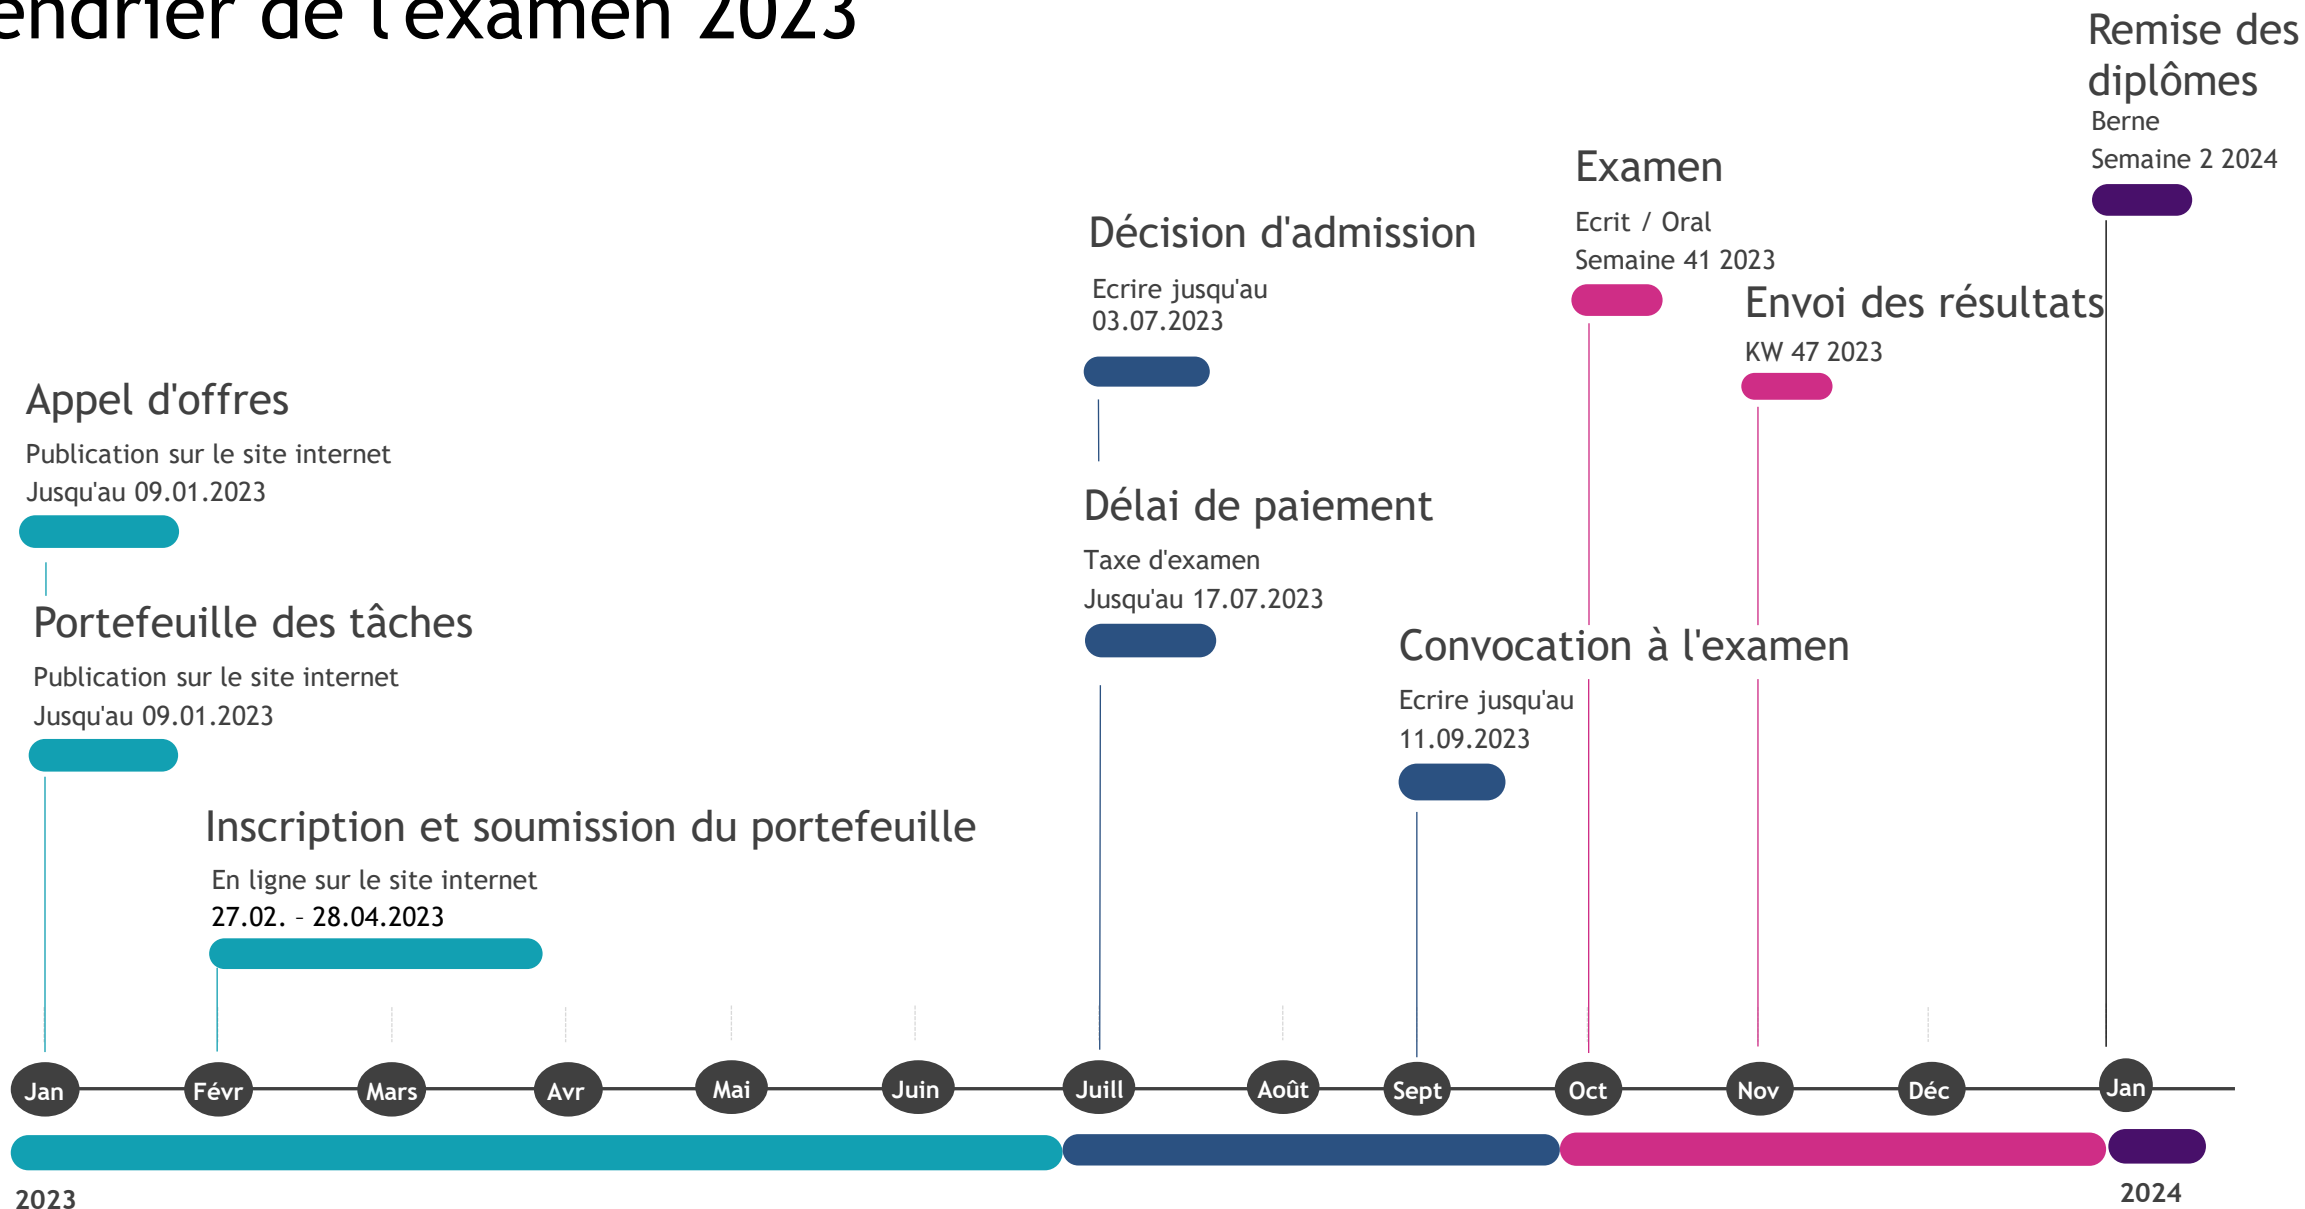 endrier de l'examen 2023
Remise des
diplômes
Berne
Semaine 2 2024
Examen
Ecrit / Oral
Semaine 41 2023
Décision d'admission
Ecrire jusqu'au
03.07.2023
Envoi des résultats
KW 47 2023
Appel d'offres
Publication sur le site internet
Jusqu'au 09.01.2023
Délai de paiement
Taxe d'examen
Jusqu'au 17.07.2023
Portefeuille des tâches
Publication sur le site internet
Jusqu'au 09.01.2023
Convocation à l'examen
Ecrire jusqu'au
11.09.2023
Inscription et soumission du portefeuille
En ligne sur le site internet
27.02. – 28.04.2023
Jan Févr Mars Avr Mai Juin Juill Août Sept Oct Nov Déc Jan
2023 2024